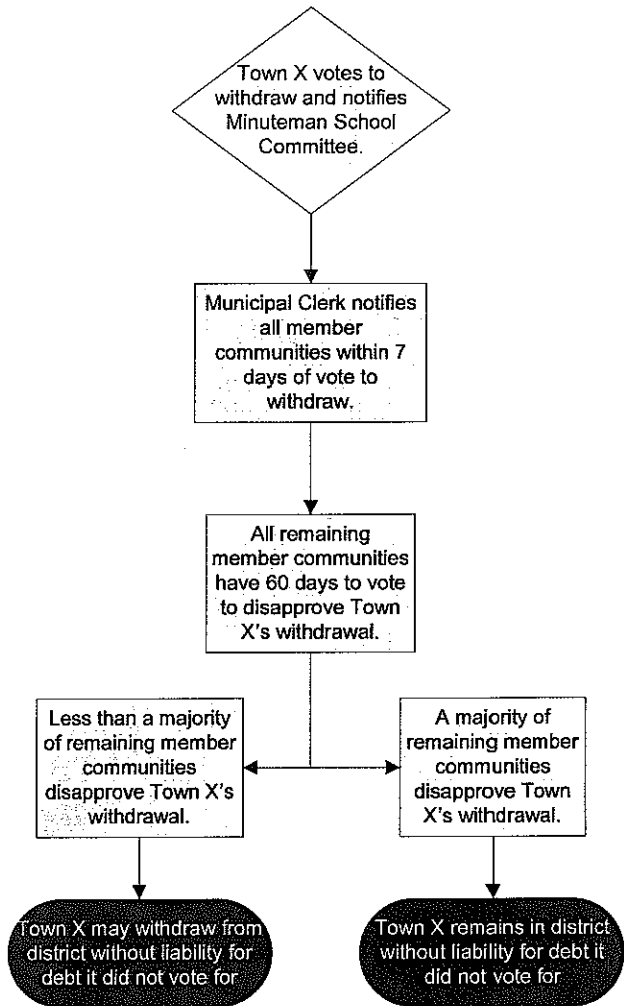 Town X votes to
withdraw and notifies
Minuteman School
Committee.
Municipal Clerk notifies
all member
communities within 7
days of vote to
withdraw.
All remaining
member communities
have 60 days to vote
to disapprove Town
X's withdrawal.
Less than a majority
of remaining member
communities
disapprove Town X's
withdrawal.
A majority of
remaining member
communities
disapprove Town
X's withdrawal.
Town X may withdraw from
district without liability for
debt it did not vote for
Town X remains in district
without liability for debt it
did not vote for